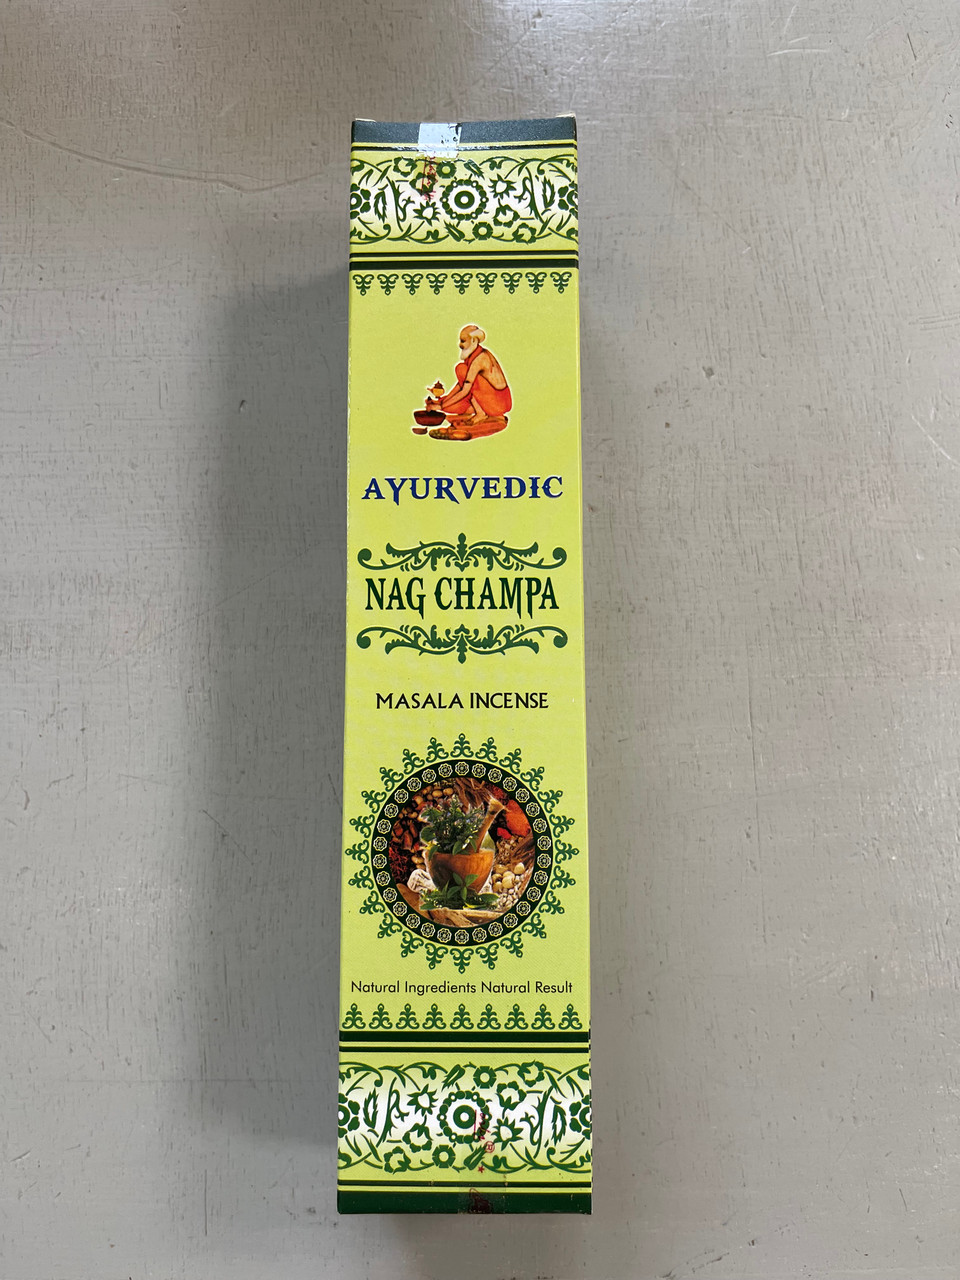 AYURVEDIC
NAG CHAMPA
MASALA INCENSE
Natural Ingredients Natural Result